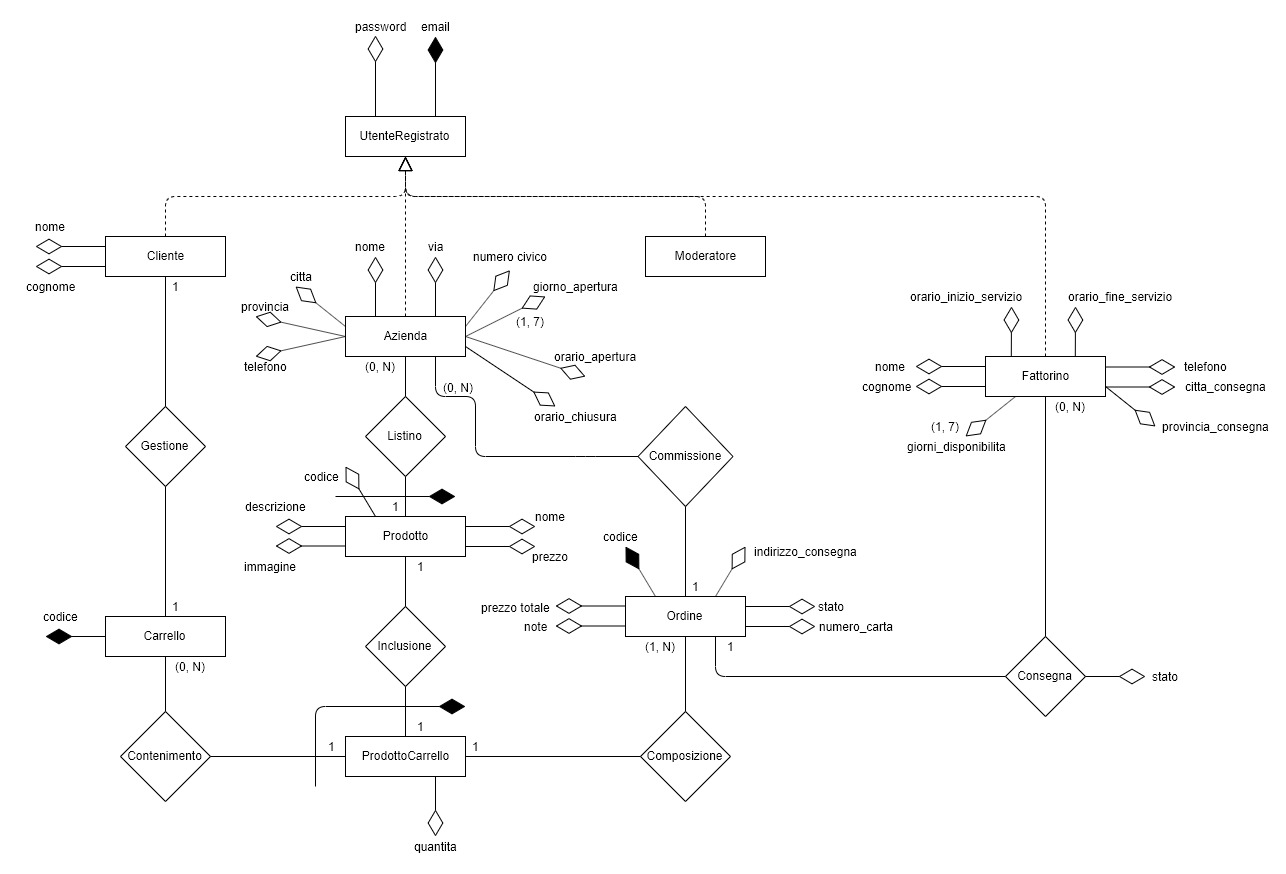 password
email
UtenteRegistrato
nome
Cliente
cognome
1
nome
via
numero civico
citta
giorno_apertura
provincia
(1, 7)
Azienda
telefono
orario_apertura
(0, N)
(0, N)
orario_chiusura
Moderatore
orario_inizio_servizio
orario_fine_servizio
nome
telefono
Fattorino
cognome
citta_consegna
(0, N)
(1, 7)
provincia_consegna
giorni_disponibilita
Gestione
Listino
Commissione
codice
descrizione
1
nome
Prodotto
prezzo
immagine
1
codice
indirizzo_consegna
1
prezzo totale
stato
Ordine
note
numero_carta
(1, N)
1
1
codice
Carrello
(0, N)
Inclusione
Consegna
stato
1
Contenimento
1
ProdottoCarrello
1
Composizione
quantita